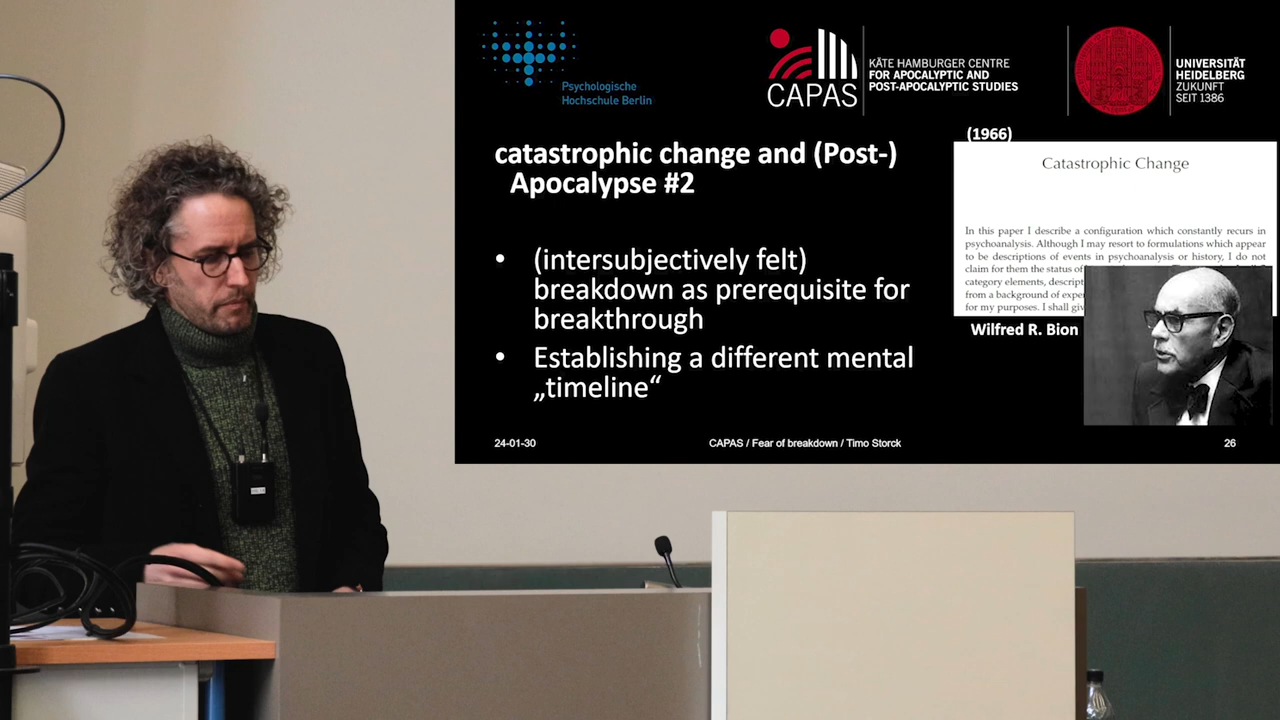 Psychologische
Hochschule Berlin
CAPAS
KÄTE HAMBURGER CENTRE
FOR APOCALYPTIC AND
POST-APOCALYPTIC STUDIES
UNIVERSITÄT
HEIDELBERG
ZUKUNFT
SEIT 1386
catastrophic change and (Post-)
Apocalypse #2
• (intersubjectively felt)
breakdown as prerequisite for
breakthrough
• Establishing a different mental
„timeline“
(1966)
Catastrophic Change
In this paper I describe a configuration which constantly recurs in
psychoanalysis. Although I may resort to formulations which appear
to be descriptions of events in psychoanalysis or history, I do not
claim for them the status of
category elements,
from a background of
for my purposes. I shall
Wilfred R. Bion
24-01-30
CAPAS / Fear of breakdown / Timo Storck
26